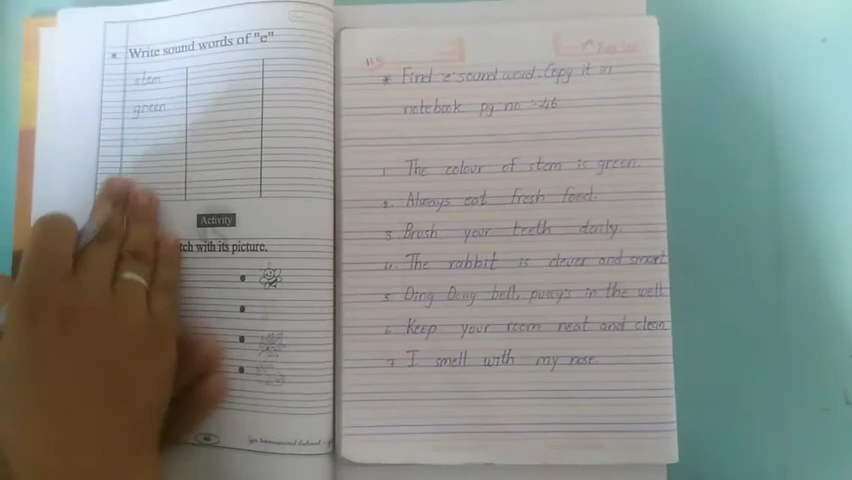 * Write sound words of "e"
stem
green
Activity
tch with its picture.
* Find 'e' sound word. Copy it in
notebook pg no :- 46
1. The colour of stem is green.
2. Always eat fresh food.
3. Brush your teeth daily.
4. The rabbit is clever and smart
5. Ding Dong bell, pussy's in the well
6. Keep your room neat and clean
7. I smell with my nose